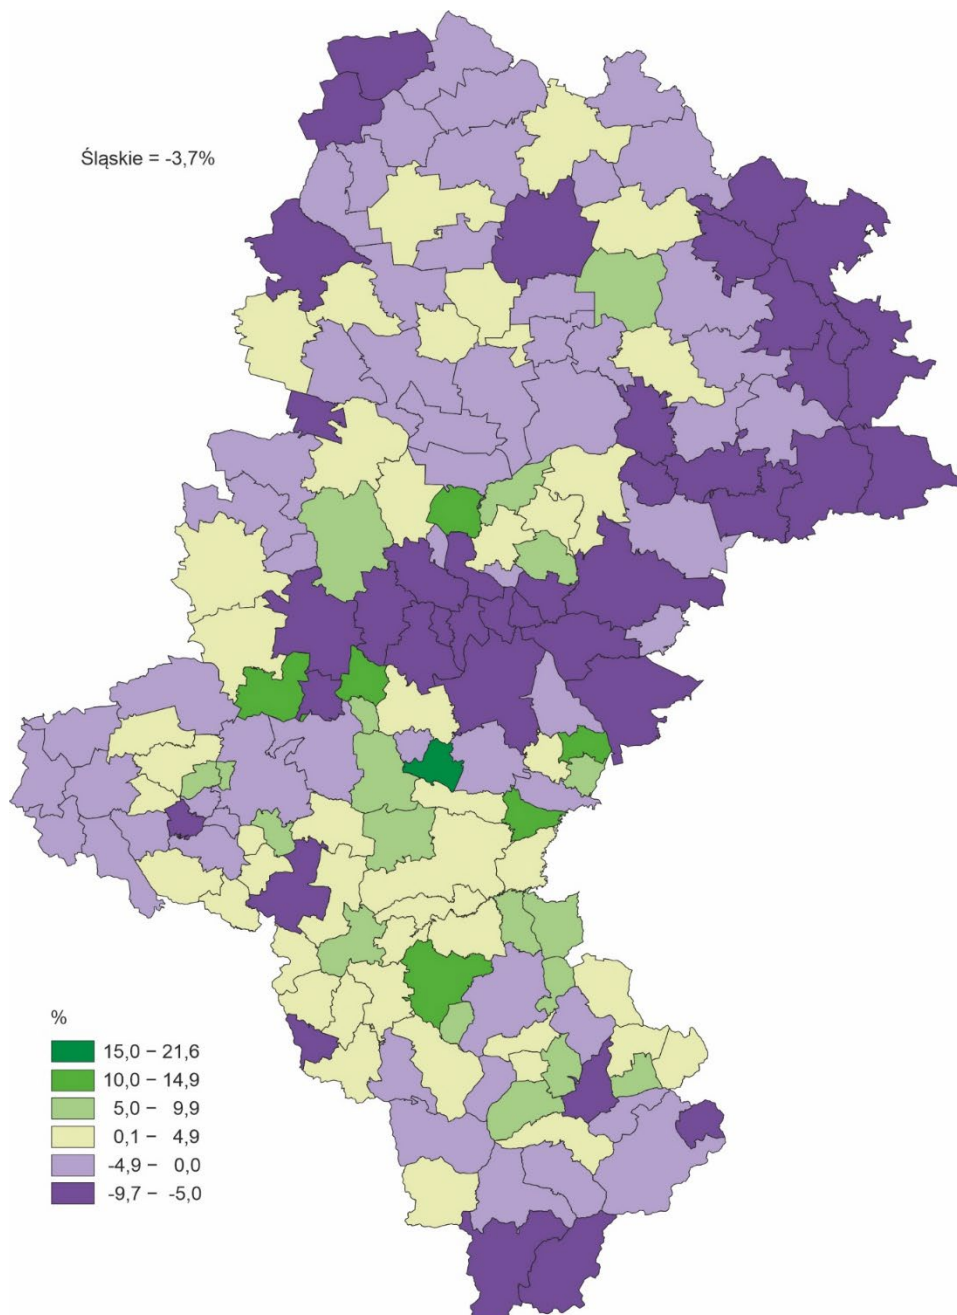 Śląskie = -3,7%
%
15,0 – 21,6
10,0 – 14,9
5,0 – 9,9
0,1 – 4,9
-4,9 – 0,0
-9,7 – -5,0